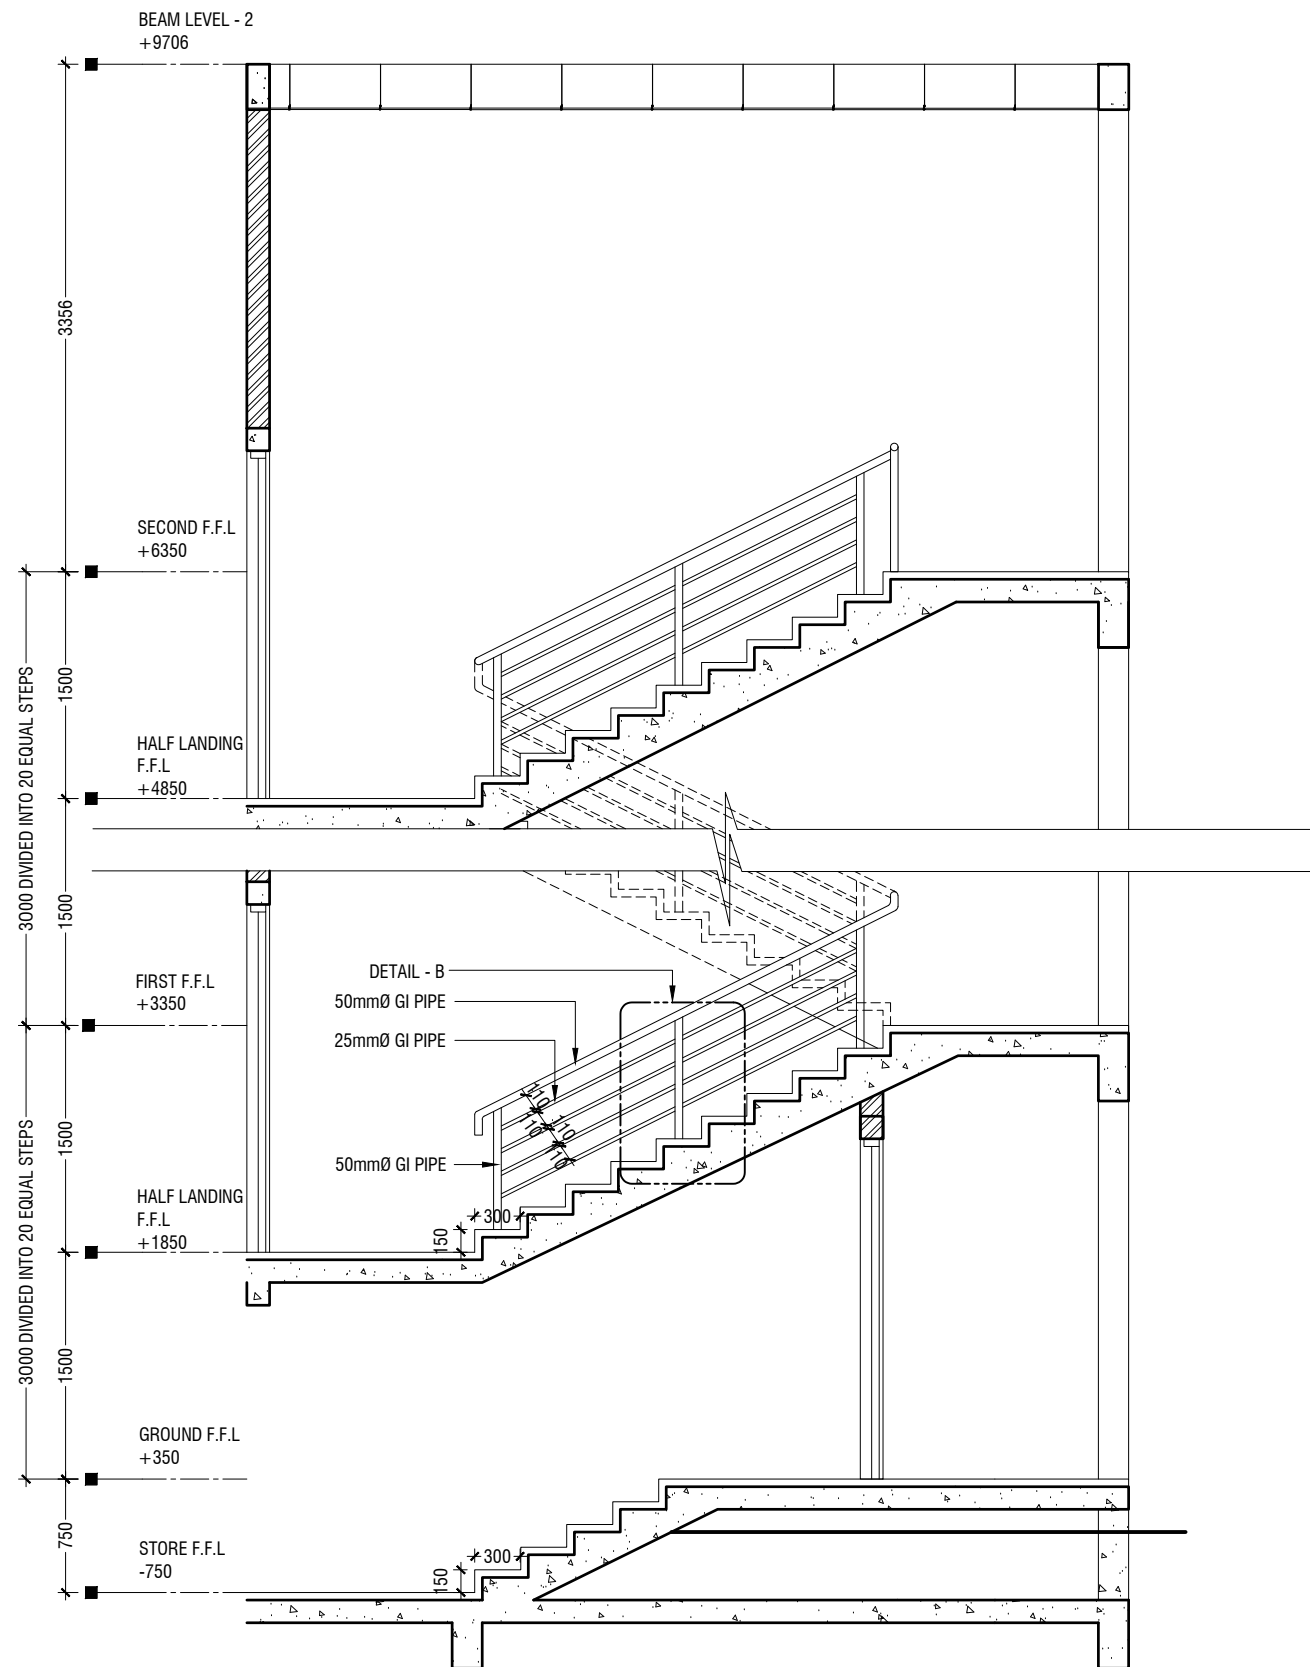 BEAM LEVEL - 2
+9706
3356
SECOND F.F.L
+6350
3000 DIVIDED INTO 20 EQUAL STEPS
1500
HALF LANDING
F.F.L
+4850
1500
FIRST F.F.L
+3350
DETAIL - B
50mmØ GI PIPE
25mmØ GI PIPE
110
110
110
110
50mmØ GI PIPE
3000 DIVIDED INTO 20 EQUAL STEPS
1500
HALF LANDING
F.F.L
+1850
300
150
1500
GROUND F.F.L
+350
750
STORE F.F.L
-750
300
150